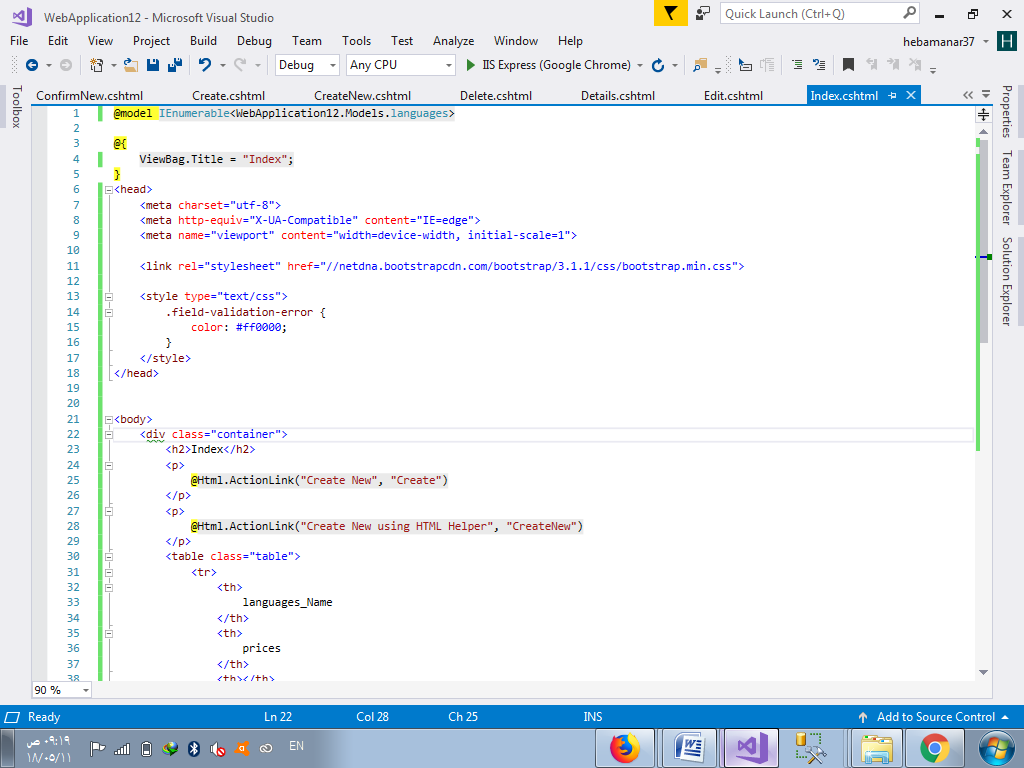 WebApplication12 - Microsoft Visual Studio
Quick Launch (Ctrl+Q)
File Edit View Project Build Debug Team Tools Test Analyze Window Help
hebamanar37 H
Debug Any CPU IIS Express (Google Chrome)
ConfirmNew.cshtml Create.cshtml CreateNew.cshtml Delete.cshtml Details.cshtml Edit.cshtml Index.cshtml
Toolbox
Properties
Team Explorer
Solution Explorer
1 @model IEnumerable<WebApplication12.Models.languages>
2
3 @{
4 ViewBag.Title = "Index";
5 }
6 <head>
7 <meta charset="utf-8">
8 <meta http-equiv="X-UA-Compatible" content="IE=edge">
9 <meta name="viewport" content="width=device-width, initial-scale=1">
10
11 <link rel="stylesheet" href="//netdna.bootstrapcdn.com/bootstrap/3.1.1/css/bootstrap.min.css">
12
13 <style type="text/css">
14 .field-validation-error {
15 color: #ff0000;
16 }
17 </style>
18 </head>
19
20
21 <body>
22 <div class="container">
23 <h2>Index</h2>
24 <p>
25 @Html.ActionLink("Create New", "Create")
26 </p>
27 <p>
28 @Html.ActionLink("Create New using HTML Helper", "CreateNew")
29 </p>
30 <table class="table">
31 <tr>
32 <th>
33 languages_Name
34 </th>
35 <th>
36 prices
37 </th>
38 <th></th>
90 %
Ready Ln 22 Col 28 Ch 25 INS Add to Source Control
٠٩:١٩ ص
١٨/٠٥/١١
EN